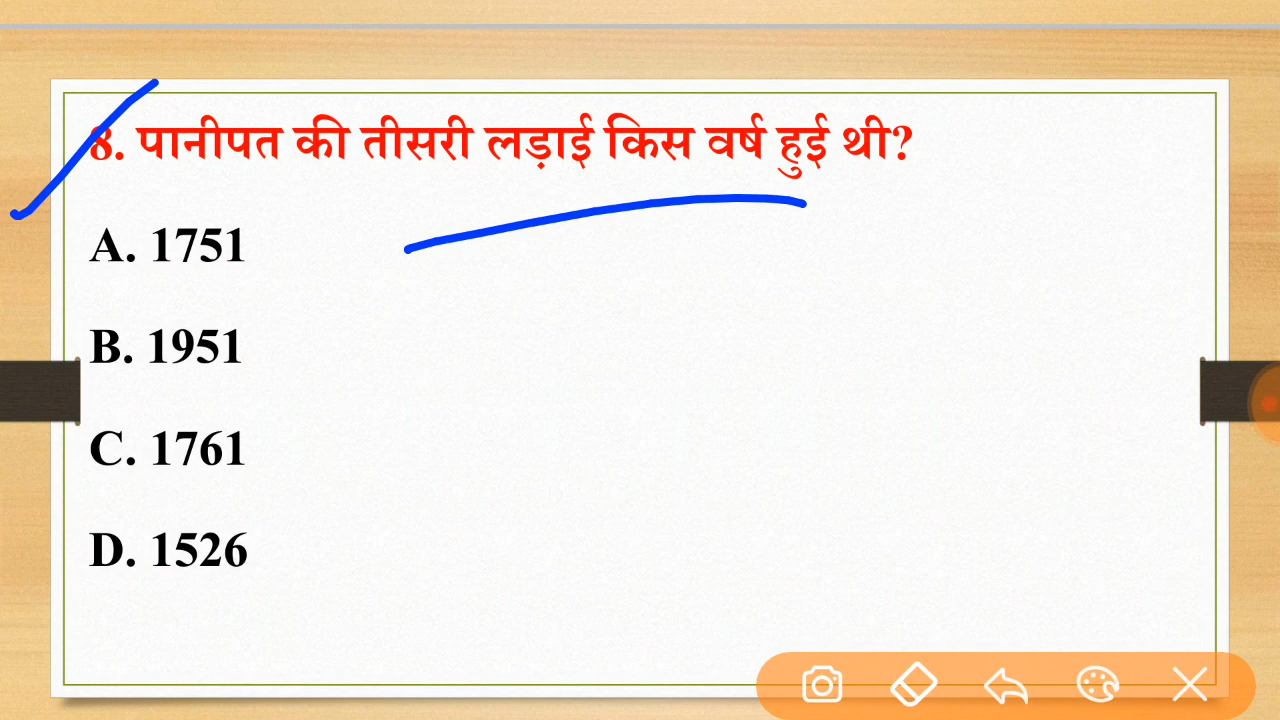 8. पानीपत की तीसरी लड़ाई किस वर्ष हुई थी?
A. 1751
B. 1951
C. 1761
D. 1526